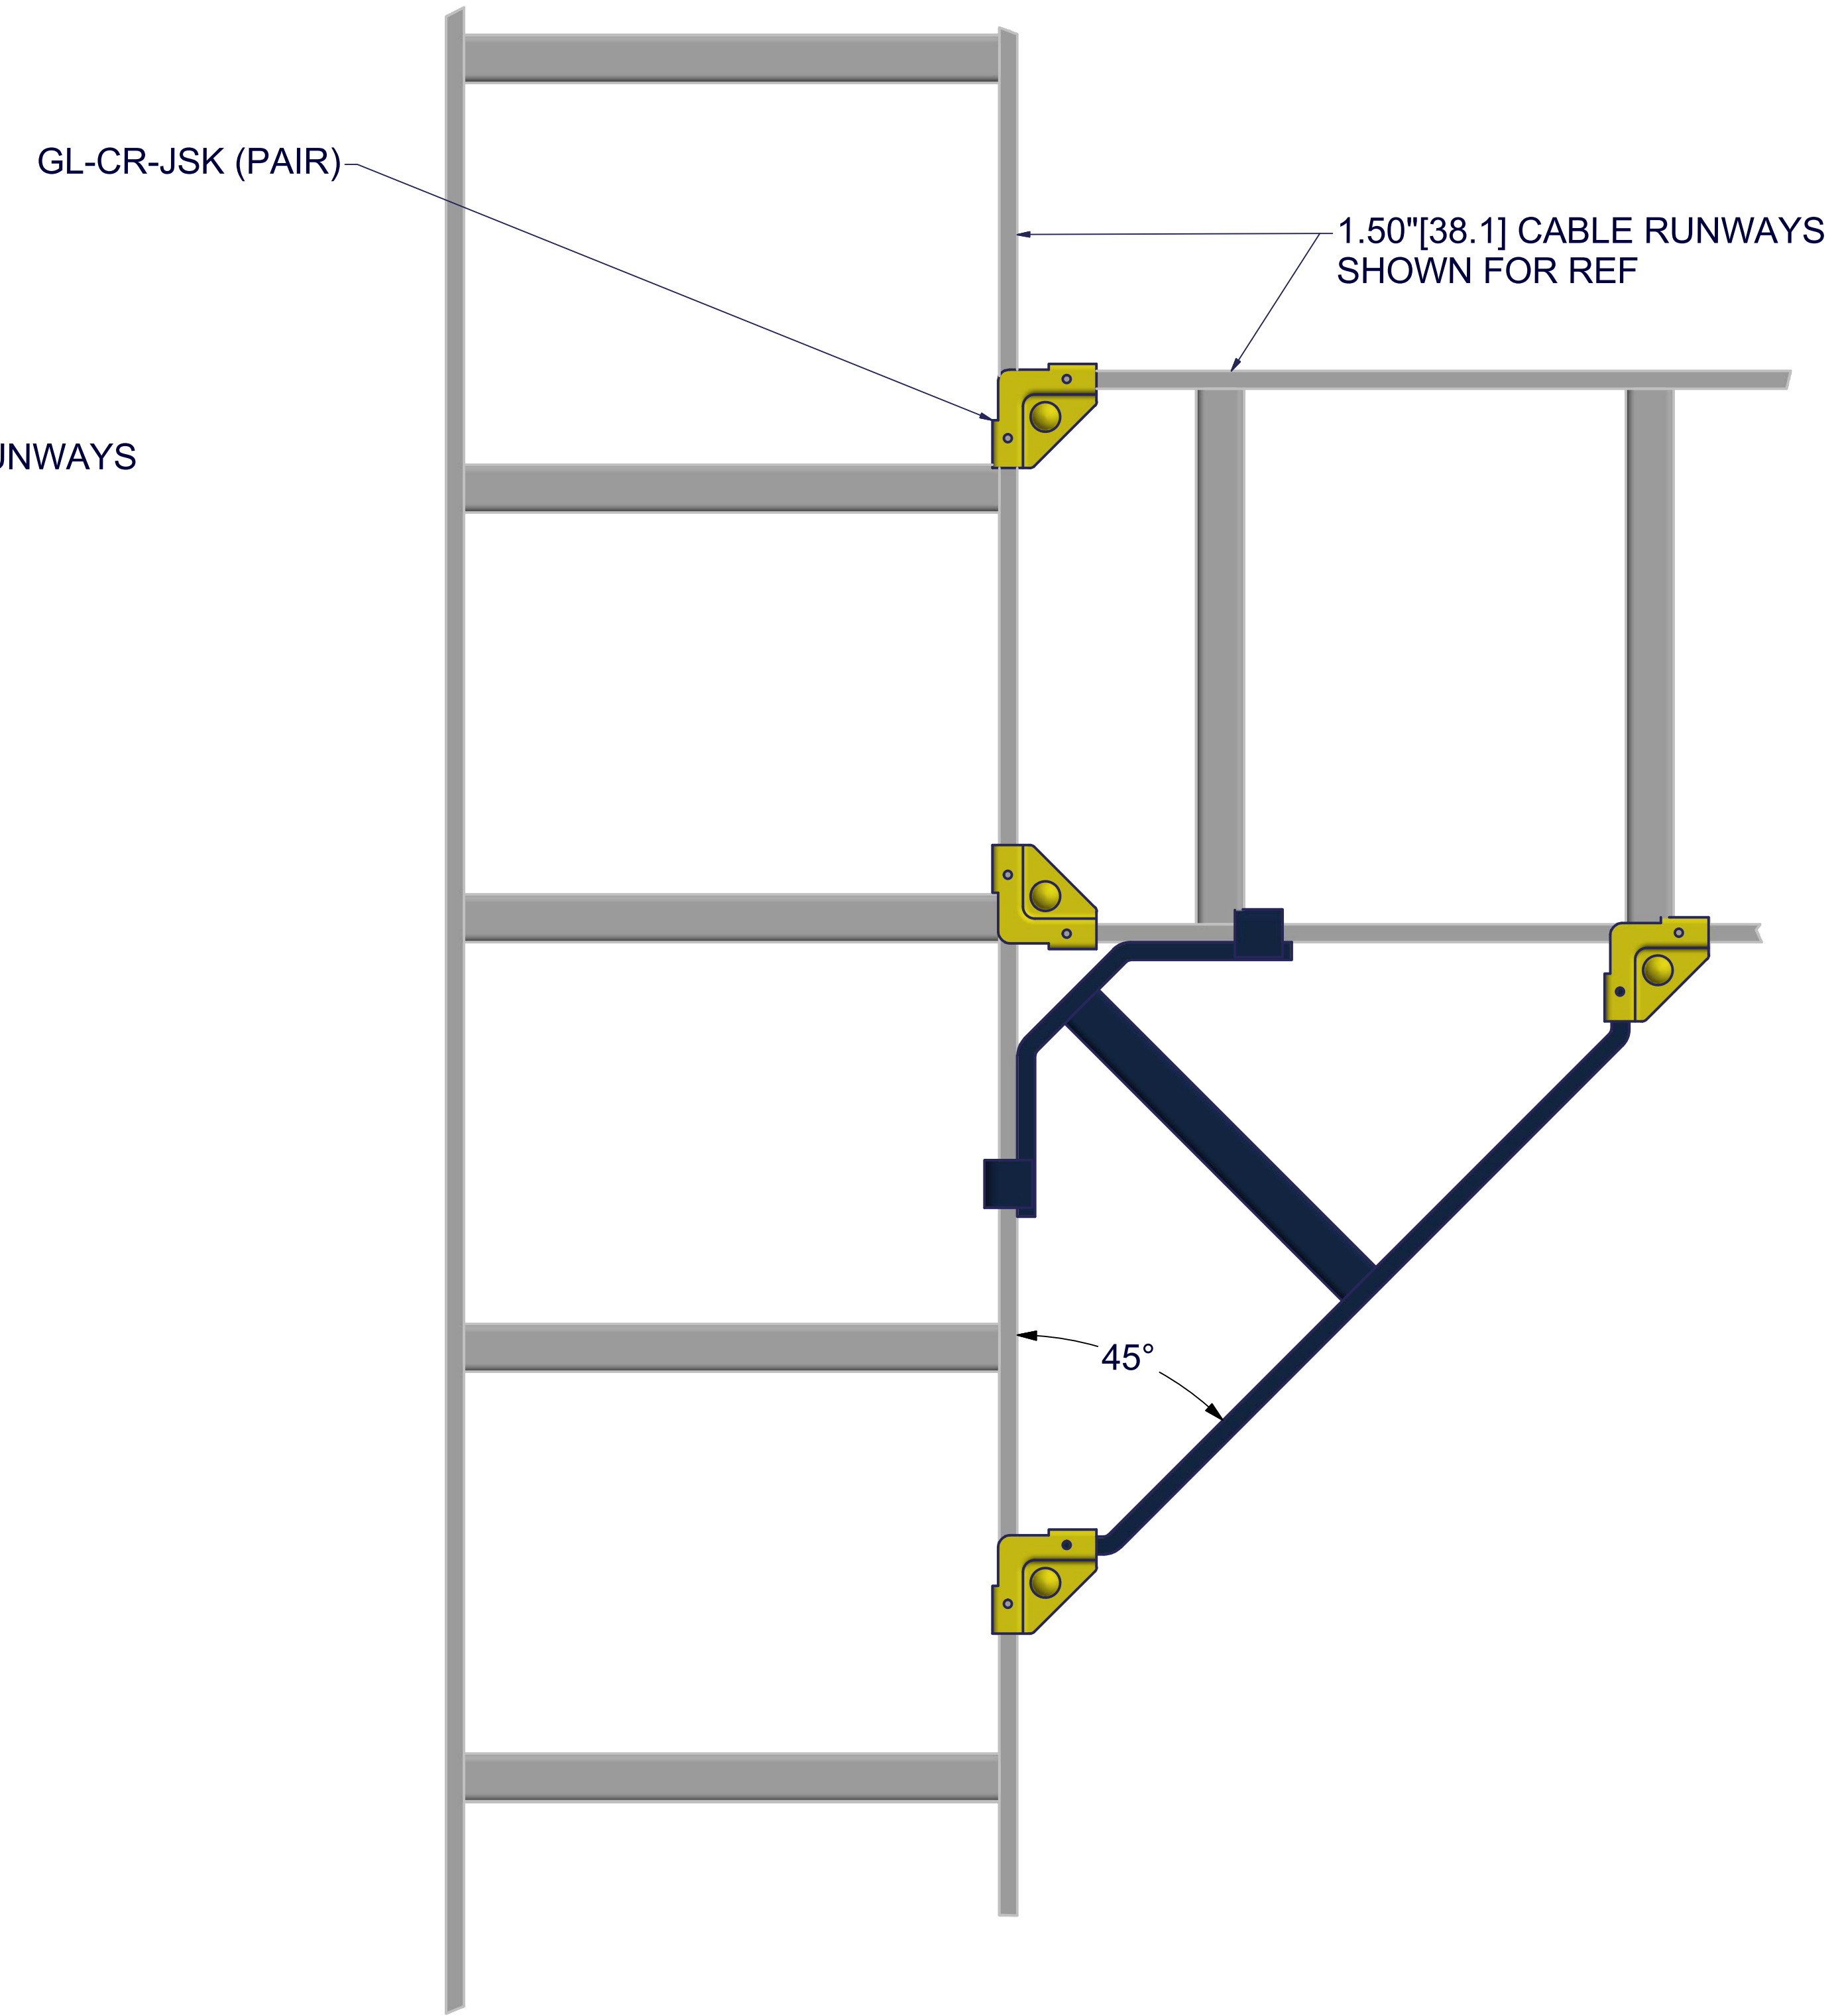 GL-CR-JSK (PAIR)
1.50"[38.1] CABLE RUNWAYS
SHOWN FOR REF
45°